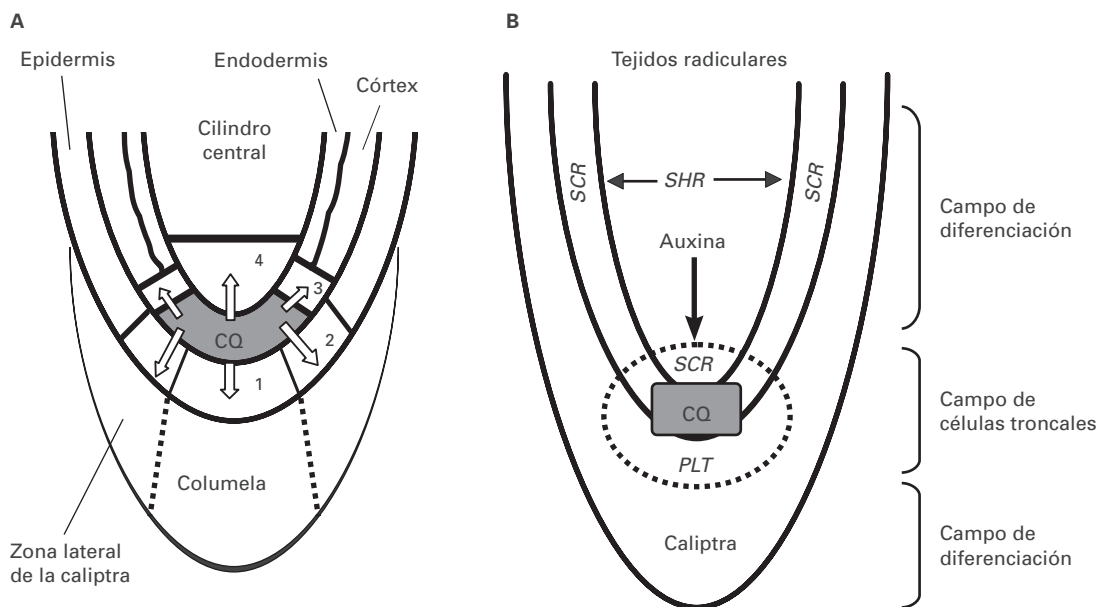 A
Epidermis
Endodermis
Córtex
Cilindro
central
4
3
CQ
2
1
Columela
Zona lateral
de la caliptra
B
Tejidos radiculares
SCR
SHR
SCR
Auxina
SCR
CQ
PLT
Caliptra
Campo de
diferenciación
Campo de
células troncales
Campo de
diferenciación